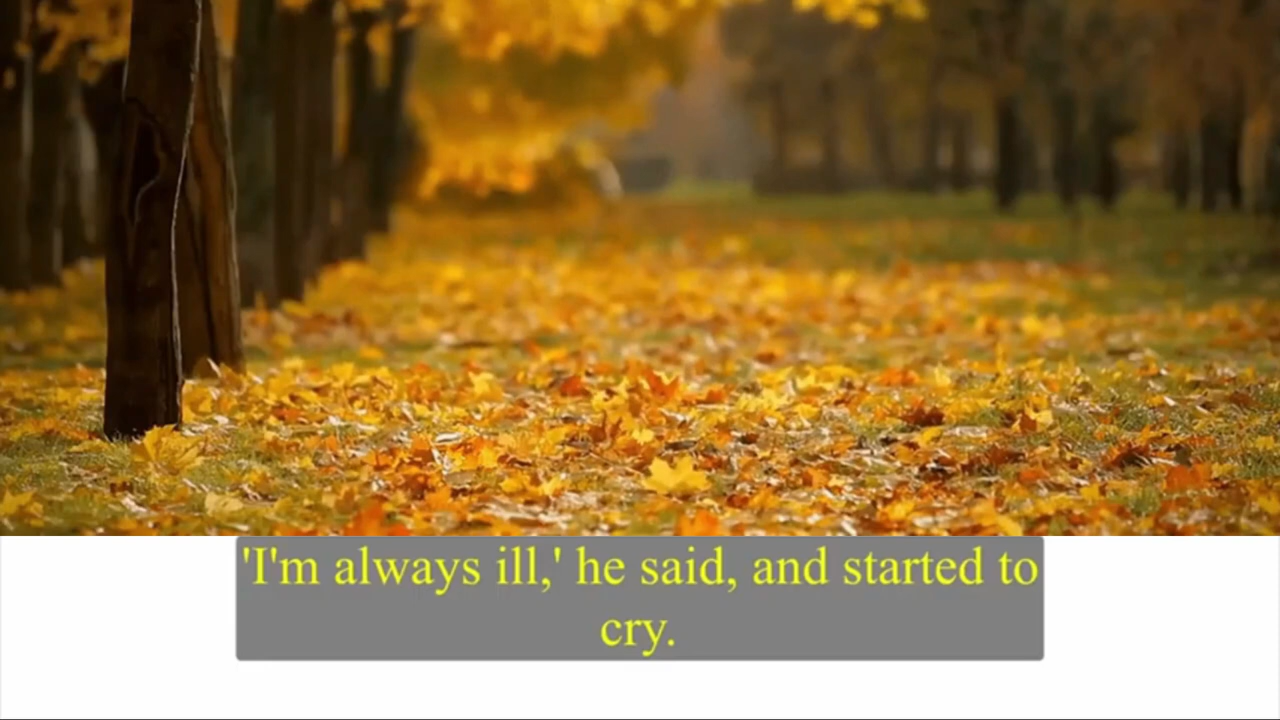 'I'm always ill,' he said, and started to
cry.